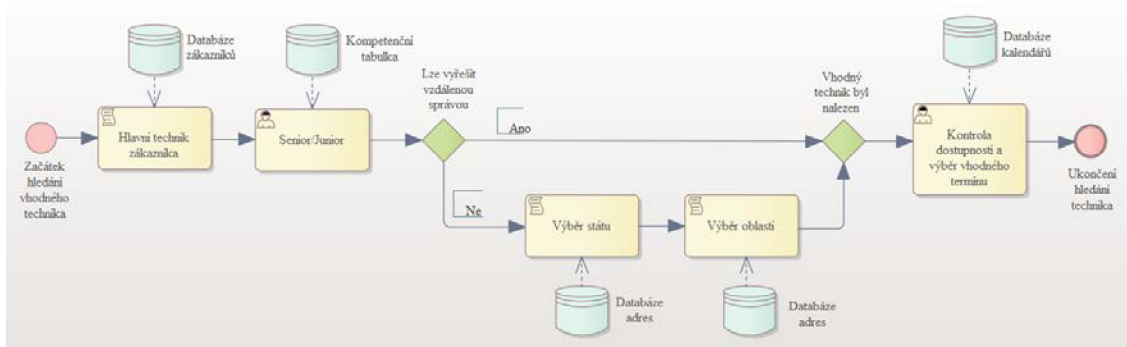 Databáze
zákazníků
Kompetenční
tabulka
Lze vyřešit
vzdálenou
správou
Vhodný
technik byl
nalezen
Databáze
kalendářů
Začátek
hledání
vhodného
technika
Hlavní technik
zákazníka
Senior/Junior
Ano
Ne
Výběr státu
Výběr oblasti
Databáze
adres
Databáze
adres
Kontrola
dostupnosti a
výběr vhodného
termínu
Ukončení
hledání
technika